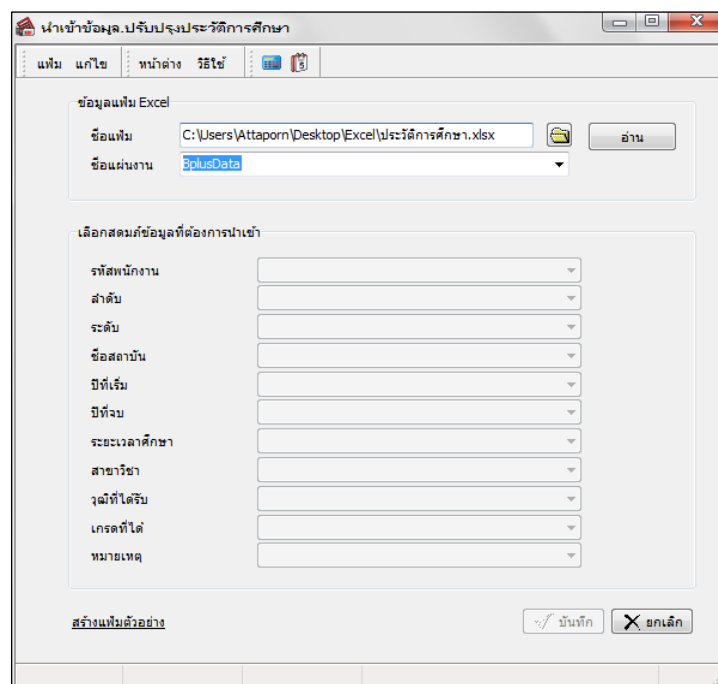 นำเข้าข้อมูล.ปรับปรุงประวัติการศึกษา
แฟ้ม แก้ไข หน้าต่าง วิธีใช้
ข้อมูลแฟ้ม Excel
ชื่อแฟ้ม C:\Users\Attaporn\Desktop\Excel\ประวัติการศึกษา.xlsx อ่าน
ชื่อแผ่นงาน BplusData
เลือกสดมภ์ข้อมูลที่ต้องการนำเข้า
รหัสพนักงาน
ลำดับ
ระดับ
ชื่อสถาบัน
ปีที่เริ่ม
ปีที่จบ
ระยะเวลาศึกษา
สาขาวิชา
วุฒิที่ได้รับ
เกรดที่ได้
หมายเหตุ
สร้างแฟ้มตัวอย่าง บันทึก ยกเลิก